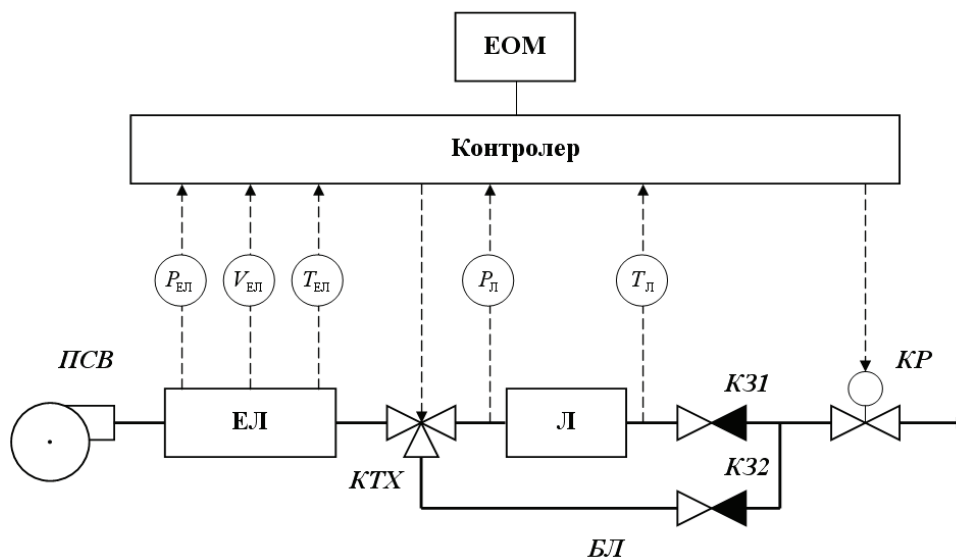 ЕОМ
Контролер
PЕЛ VЕЛ TЕЛ PЛ TЛ
ПСВ
КР
КЗ1
ЕЛ
Л
КТХ
КЗ2
БЛ